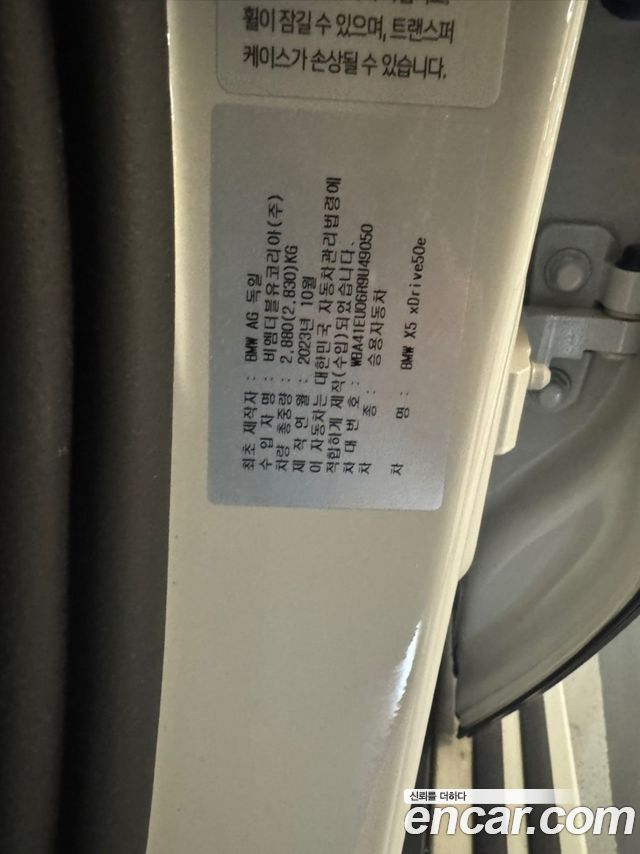 휠이 잠길 수 있으며, 트랜스퍼
케이스가 손상될 수 있습니다.
최초 제작자 : BMW AG 독일
수 입 자 명 : 비엠더블유코리아(주)
차량 총중량 : 2,880(2,830)KG
제 작 연 월 : 2023년 10월
이 자동차는 대한민국 자동차관리법령에
적합하게 제작(수입)되었습니다.
차 대 번 호 : WBA41EU06R9U49050
차 종 : 승용자동차
차 명 : BMW X5 xDrive50e
신뢰를 더하다
encar.com